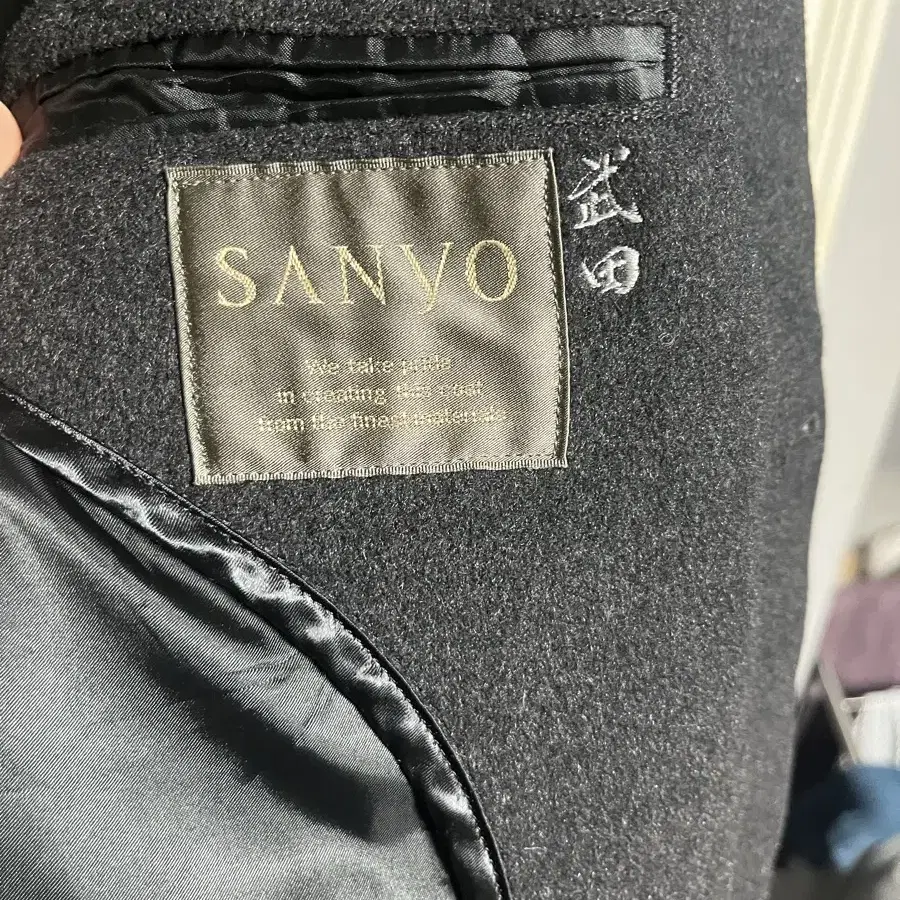 SANYO
We take pride
in creating this coat
from the finest materials
武田